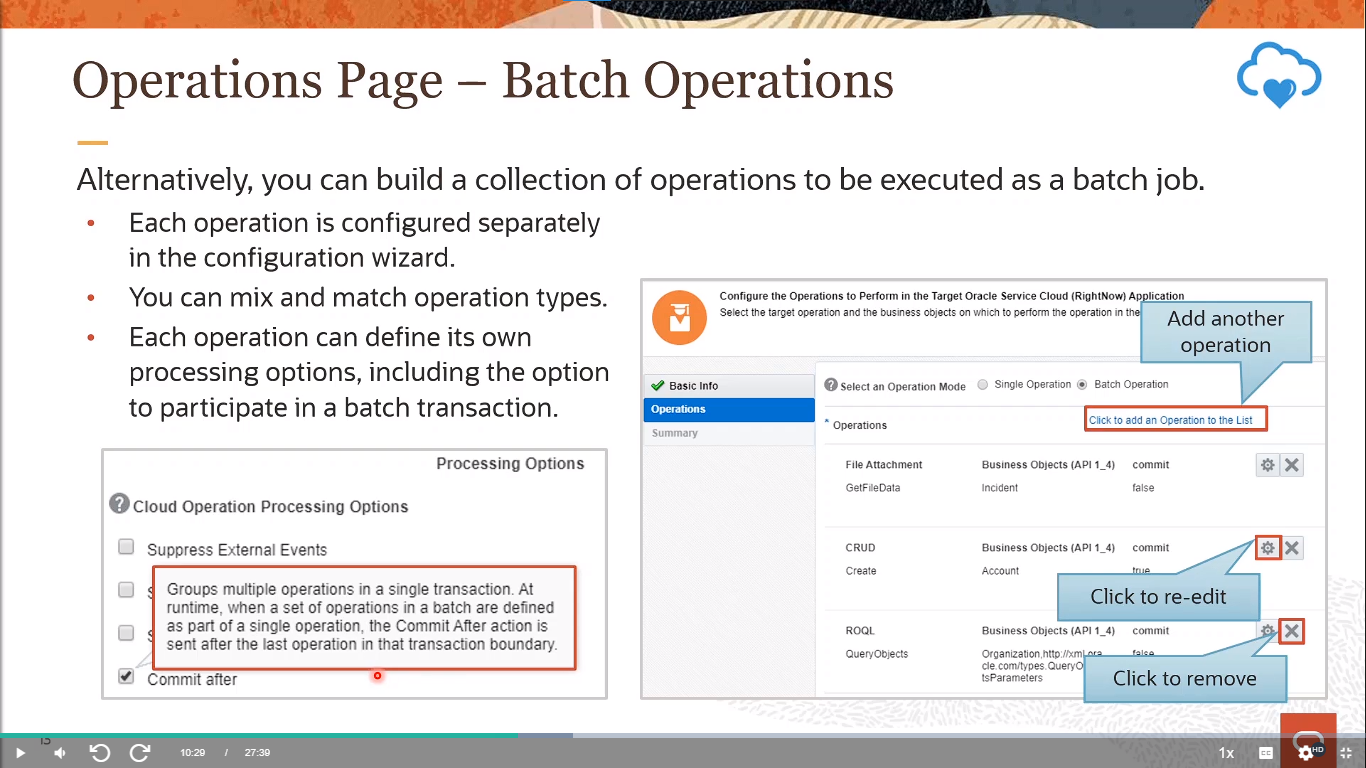 Operations Page – Batch Operations
Alternatively, you can build a collection of operations to be executed as a batch job.
• Each operation is configured separately
in the configuration wizard.
• You can mix and match operation types.
• Each operation can define its own
processing options, including the option
to participate in a batch transaction.
Processing Options
? Cloud Operation Processing Options
Suppress External Events
Groups multiple operations in a single transaction. At
runtime, when a set of operations in a batch are defined
as part of a single operation, the Commit After action is
sent after the last operation in that transaction boundary.
Commit after
Configure the Operations to Perform in the Target Oracle Service Cloud (RightNow) Application
Select the target operation and the business objects on which to perform the operation in the
Add another
operation
Basic Info
Operations
Summary
? Select an Operation Mode Single Operation Batch Operation
* Operations
Click to add an Operation to the List
File Attachment Business Objects (API 1_4) commit
GetFileData Incident false
CRUD Business Objects (API 1_4) commit
Create Account true
Click to re-edit
ROQL Business Objects (API 1_4) commit
QueryObjects Organization,http://xml.ora false
cle.com/types.QueryO
tsParameters
Click to remove
13
10:29 / 27:39
1x
CC
HD